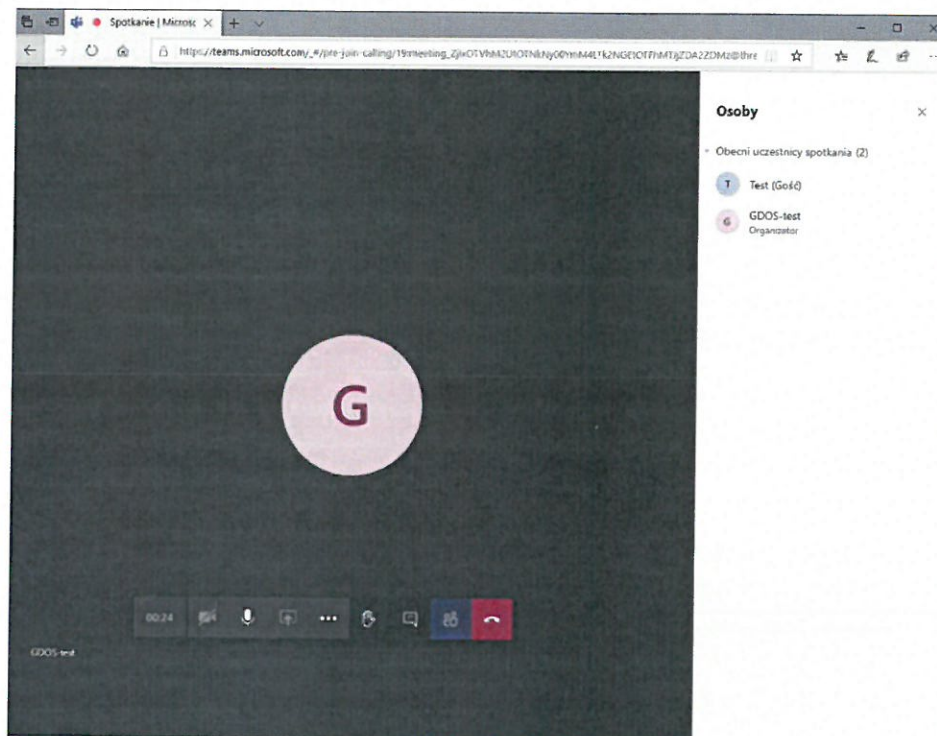 Spotkanie | Microsc
https://teams.microsoft.com/_#/pre-join-calling/19:meeting_
Osoby
Obecni uczestnicy spotkania (2)
T
Test (Gość)
G
GDOS-test
Organizator
G
00:24
GDOS-test